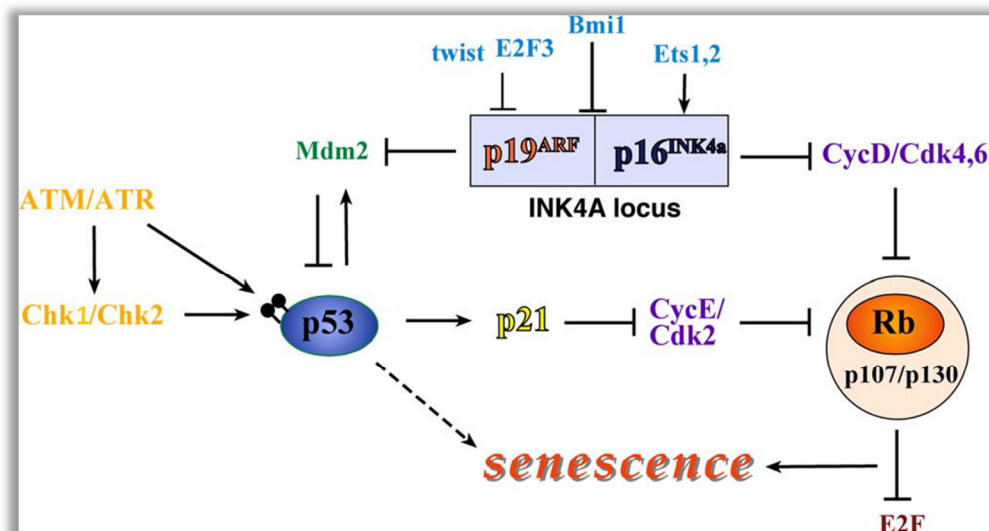 Bmi1
twist E2F3
Ets1,2
Mdm2
p19ARF
p16INK4a
CycD/Cdk4,6
INK4A locus
ATM/ATR
Chk1/Chk2
p53
p21
CycE/
Cdk2
Rb
p107/p130
senescence
E2F